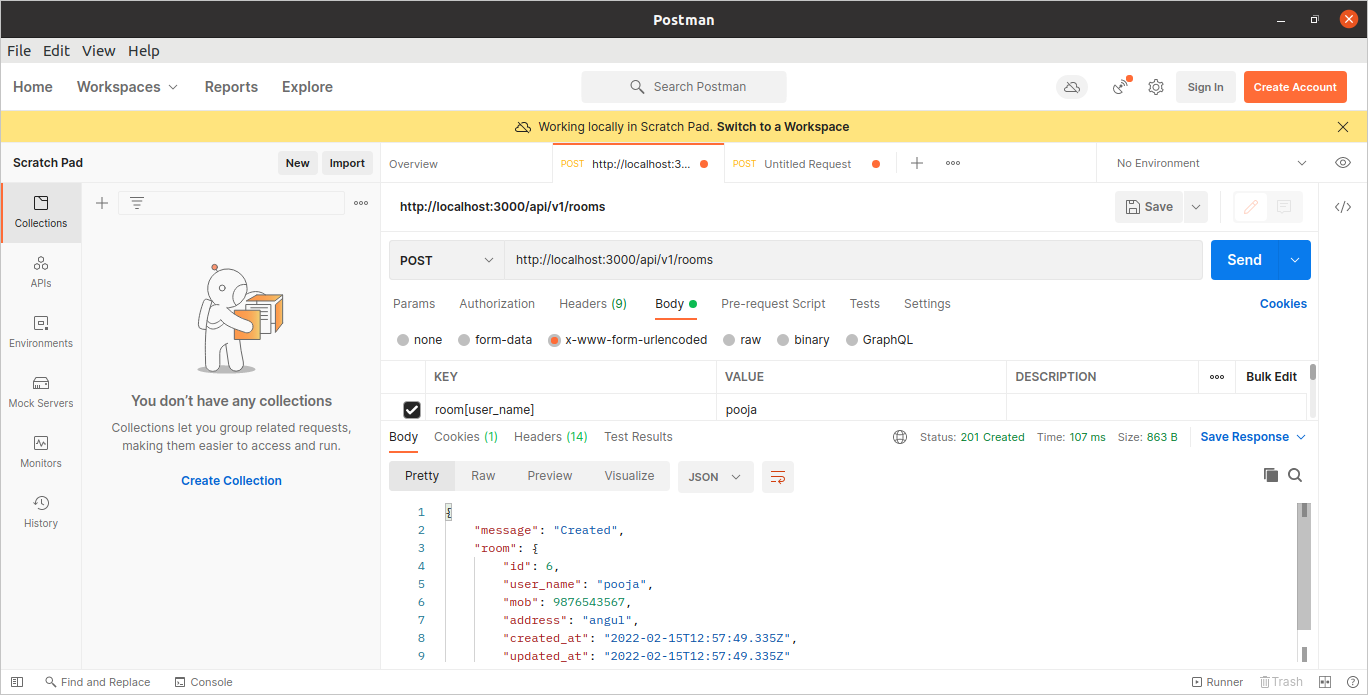 Postman
File Edit View Help
Home Workspaces Reports Explore Search Postman Sign In Create Account
Working locally in Scratch Pad. Switch to a Workspace
Scratch Pad New Import
Overview POST http://localhost:3... POST Untitled Request No Environment
Collections
APIs
Environments
Mock Servers
Monitors
History
You don't have any collections
Collections let you group related requests,
making them easier to access and run.
Create Collection
http://localhost:3000/api/v1/rooms Save
POST http://localhost:3000/api/v1/rooms Send
Params Authorization Headers (9) Body Pre-request Script Tests Settings Cookies
none form-data x-www-form-urlencoded raw binary GraphQL
KEY VALUE DESCRIPTION Bulk Edit
room[user_name] pooja
Body Cookies (1) Headers (14) Test Results Status: 201 Created Time: 107 ms Size: 863 B Save Response
Pretty Raw Preview Visualize JSON
1 {
2 "message": "Created",
3 "room": {
4 "id": 6,
5 "user_name": "pooja",
6 "mob": 9876543567,
7 "address": "angul",
8 "created_at": "2022-02-15T12:57:49.335Z",
9 "updated_at": "2022-02-15T12:57:49.335Z"
Find and Replace Console Runner Trash